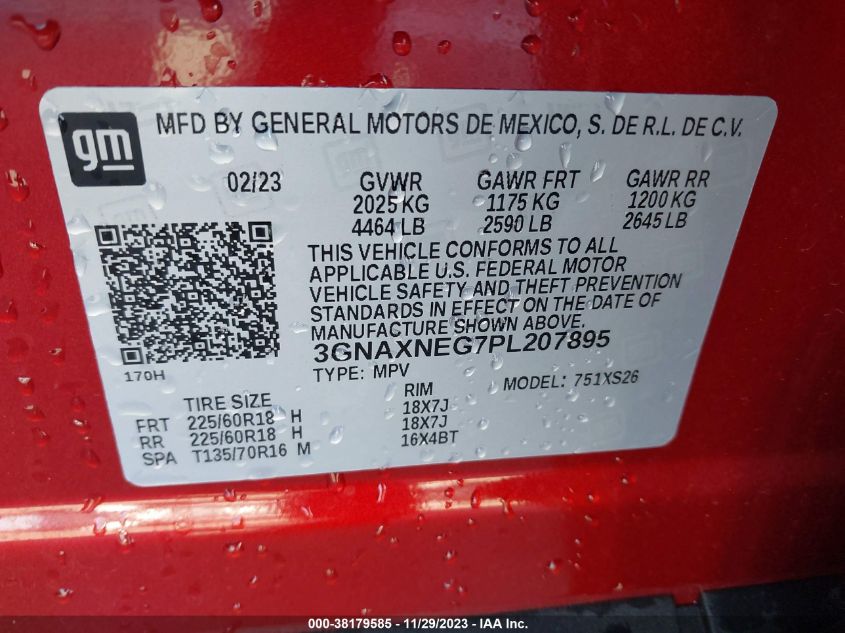 gm
MFD BY GENERAL MOTORS DE MEXICO, S. DE R.L. DE C.V.
02/23 GVWR GAWR FRT GAWR RR
2025 KG 1175 KG 1200 KG
4464 LB 2590 LB 2645 LB
THIS VEHICLE CONFORMS TO ALL
APPLICABLE U.S. FEDERAL MOTOR
VEHICLE SAFETY AND THEFT PREVENTION
STANDARDS IN EFFECT ON THE DATE OF
MANUFACTURE SHOWN ABOVE.
3GNAXNEG7PL207895
170H
TYPE: MPV MODEL: 751XS26
TIRE SIZE RIM
FRT 225/60R18 H 18X7J
RR 225/60R18 H 18X7J
SPA T135/70R16 M 16X4BT
000-38179585 - 11/29/2023 - IAA Inc.